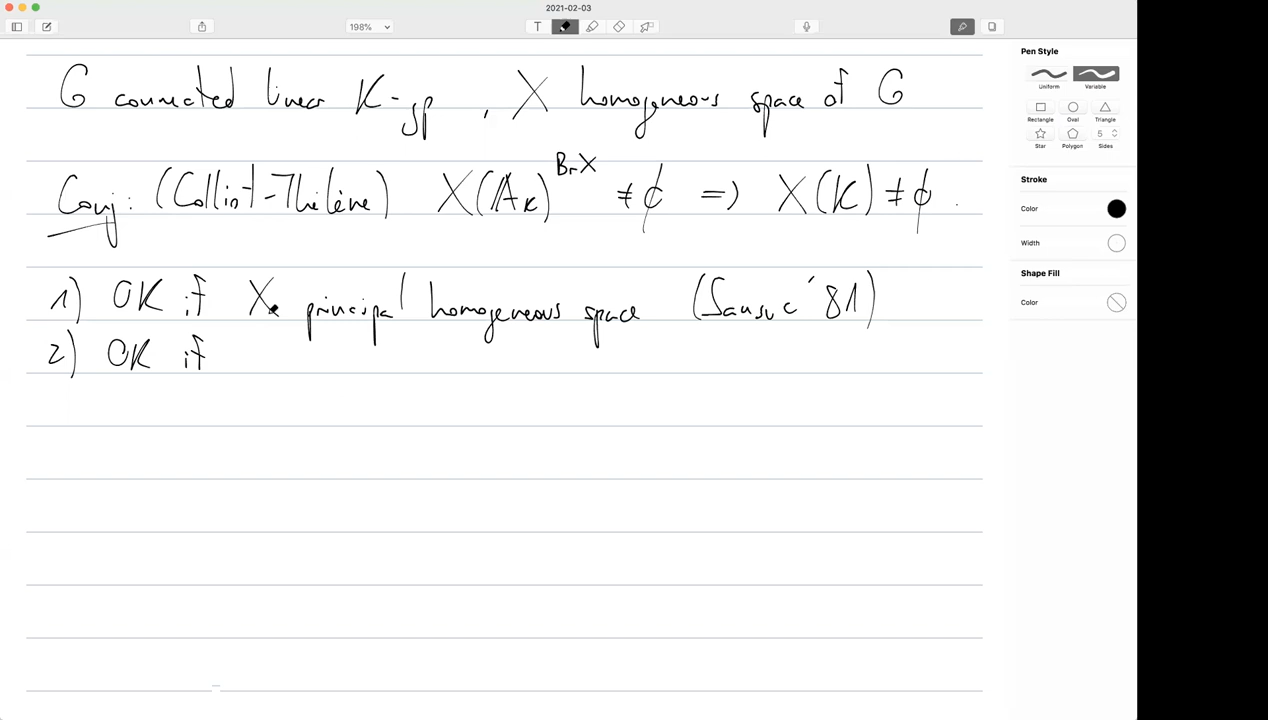 2021-02-03
198%
G connected linear K-gp, X homogeneous space of G
Conj: (Colliot-Thélène) X(𝔸_K)^{Br X} ≠ ∅ => X(K) ≠ ∅.
1) OK if X principal homogeneous space (Sansuc '81)
2) OK if
Pen Style
Uniform Variable
Rectangle Oval Triangle
Star Polygon 5 Sides
Stroke
Color
Width
Shape Fill
Color